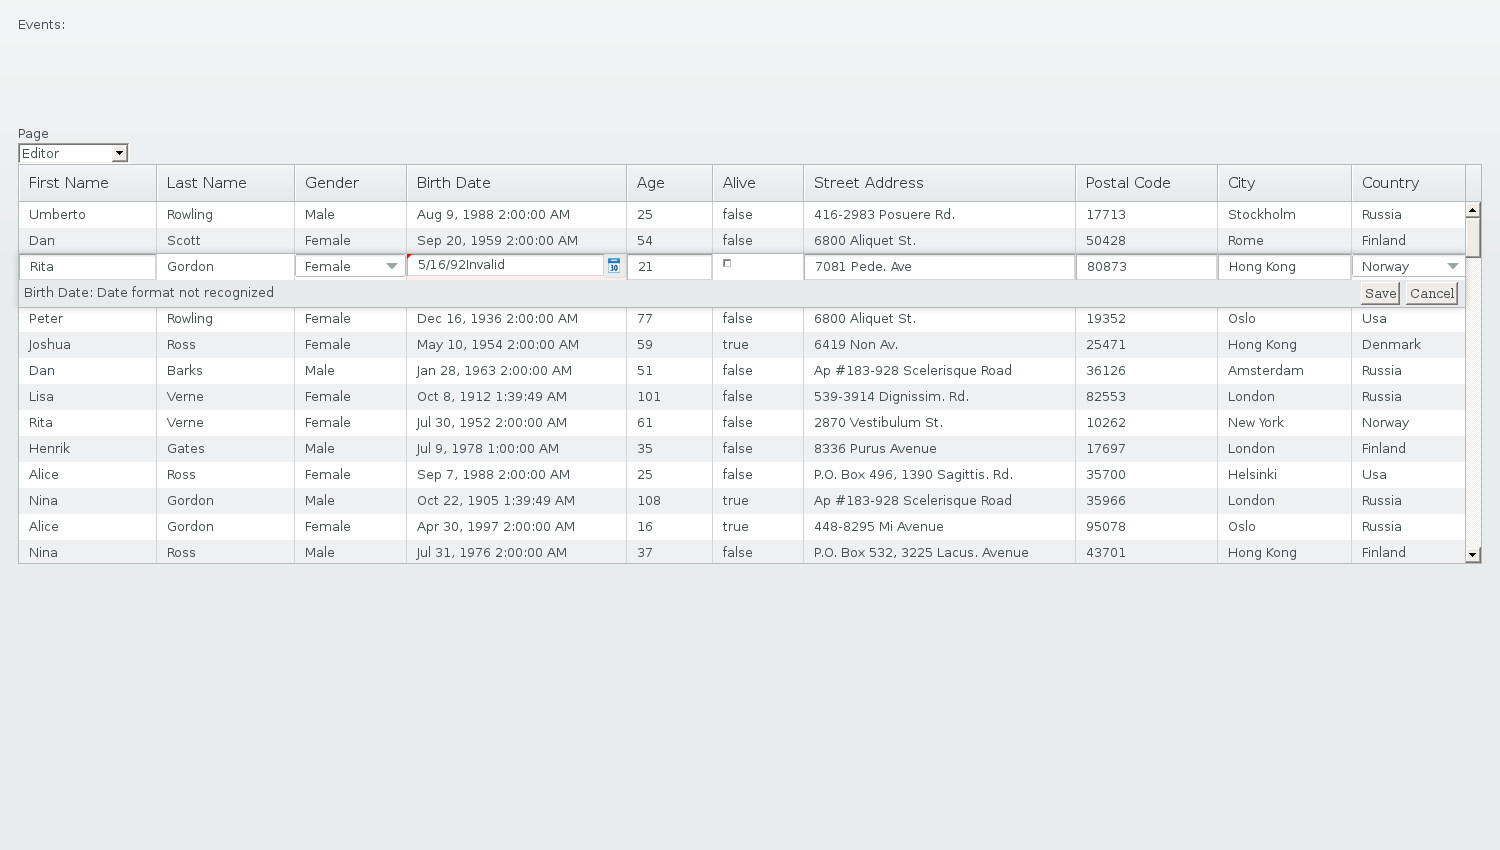 Events:
Page
Editor
First Name Last Name Gender Birth Date Age Alive Street Address Postal Code City Country
Umberto Rowling Male Aug 9, 1988 2:00:00 AM 25 false 416-2983 Posuere Rd. 17713 Stockholm Russia
Dan Scott Female Sep 20, 1959 2:00:00 AM 54 false 6800 Aliquet St. 50428 Rome Finland
Rita Gordon Female 5/16/92Invalid 30 21 7081 Pede. Ave 80873 Hong Kong Norway
Birth Date: Date format not recognized Save Cancel
Peter Rowling Female Dec 16, 1936 2:00:00 AM 77 false 6800 Aliquet St. 19352 Oslo Usa
Joshua Ross Female May 10, 1954 2:00:00 AM 59 true 6419 Non Av. 25471 Hong Kong Denmark
Dan Barks Male Jan 28, 1963 2:00:00 AM 51 false Ap #183-928 Scelerisque Road 36126 Amsterdam Russia
Lisa Verne Female Oct 8, 1912 1:39:49 AM 101 false 539-3914 Dignissim. Rd. 82553 London Russia
Rita Verne Female Jul 30, 1952 2:00:00 AM 61 false 2870 Vestibulum St. 10262 New York Norway
Henrik Gates Male Jul 9, 1978 1:00:00 AM 35 false 8336 Purus Avenue 17697 London Finland
Alice Ross Female Sep 7, 1988 2:00:00 AM 25 false P.O. Box 496, 1390 Sagittis. Rd. 35700 Helsinki Usa
Nina Gordon Male Oct 22, 1905 1:39:49 AM 108 true Ap #183-928 Scelerisque Road 35966 London Russia
Alice Gordon Female Apr 30, 1997 2:00:00 AM 16 true 448-8295 Mi Avenue 95078 Oslo Russia
Nina Ross Male Jul 31, 1976 2:00:00 AM 37 false P.O. Box 532, 3225 Lacus. Avenue 43701 Hong Kong Finland